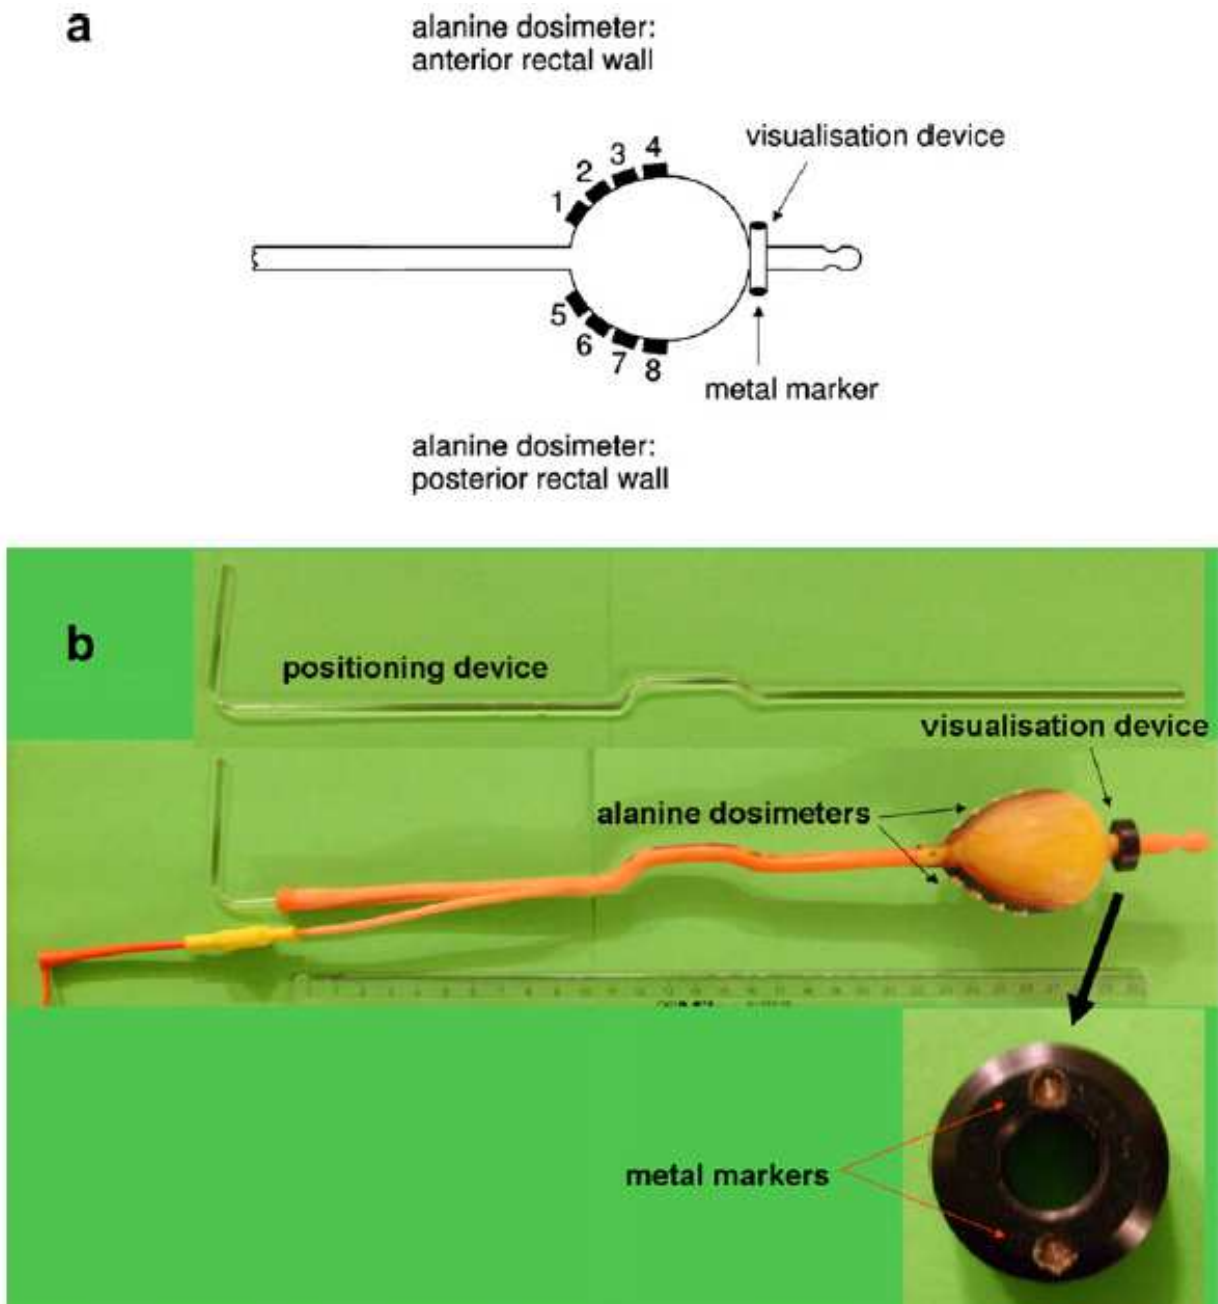 a
alanine dosimeter:
anterior rectal wall
visualisation device
1
2
3
4
5
6
7
8
metal marker
alanine dosimeter:
posterior rectal wall
b
positioning device
visualisation device
alanine dosimeters
metal markers